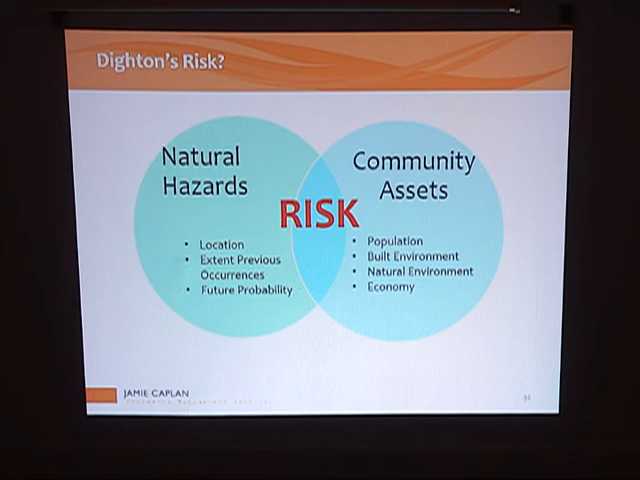 Dighton's Risk?
Natural
Hazards
• Location
• Extent Previous
Occurrences
• Future Probability
RISK
Community
Assets
• Population
• Built Environment
• Natural Environment
• Economy
JAMIE CAPLAN